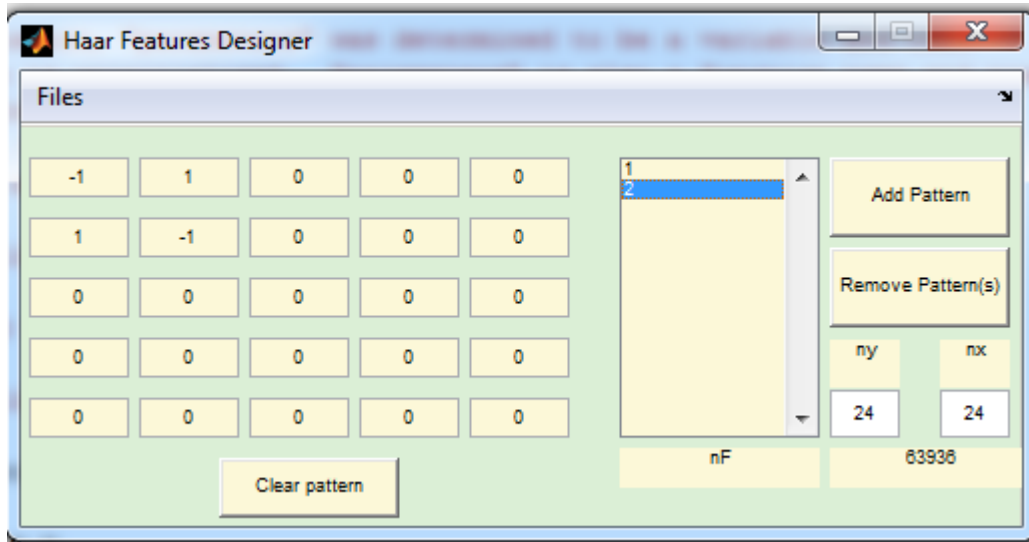 Haar Features Designer
Files
-1 1 0 0 0
1 -1 0 0 0
0 0 0 0 0
0 0 0 0 0
0 0 0 0 0
Clear pattern
1
2
Add Pattern
Remove Pattern(s)
ny nx
24 24
nF 63936